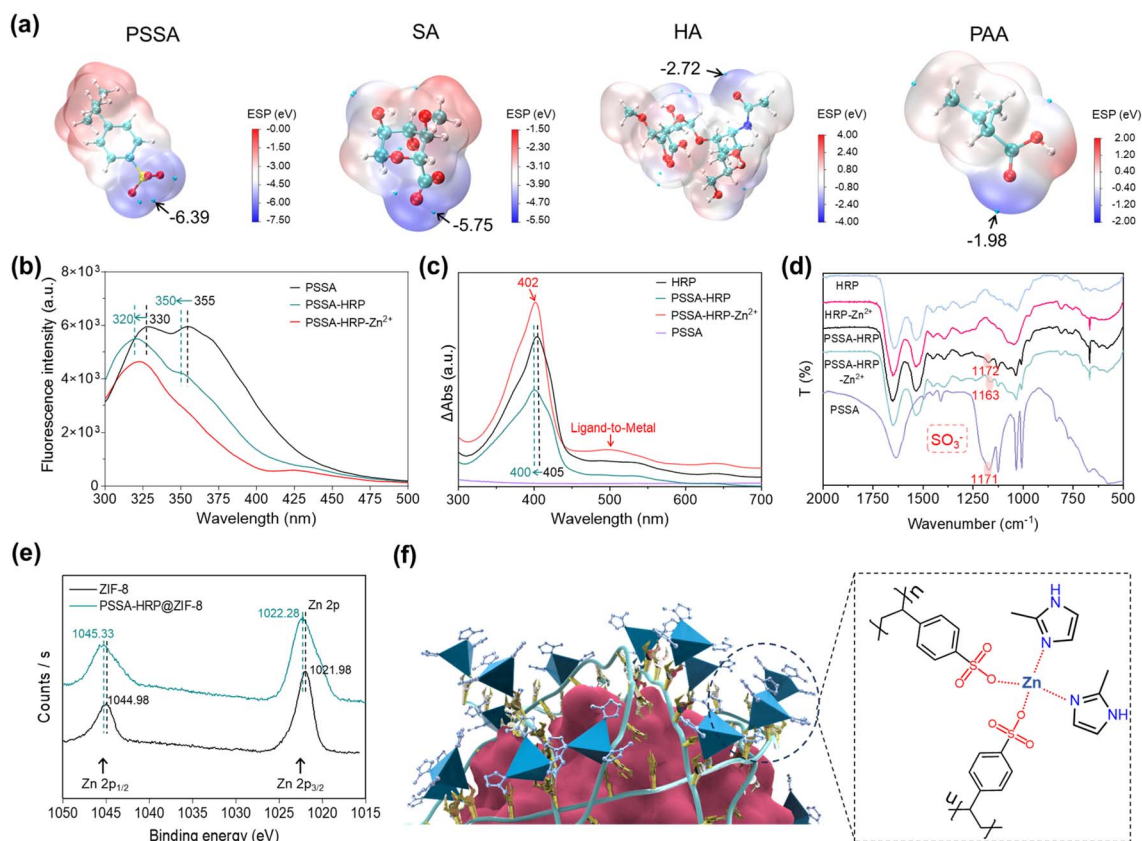 (a)
PSSA
SA
HA
PAA
ESP (eV)
-0.00
-1.50
-3.00
-4.50
-6.00
-7.50
-6.39
ESP (eV)
-1.50
-2.30
-3.10
-3.90
-4.70
-5.50
-5.75
-2.72
ESP (eV)
4.00
2.40
0.80
-0.80
-2.40
-4.00
ESP (eV)
2.00
1.20
0.40
-0.40
-1.20
-2.00
-1.98
(b)
Fluorescence intensity (a.u.)
8×10³
6×10³
4×10³
2×10³
0
320
330
350
355
PSSA
PSSA-HRP
PSSA-HRP-Zn²⁺
300 325 350 375 400 425 450 475 500
Wavelength (nm)
(c)
ΔAbs (a.u.)
402
HRP
PSSA-HRP
PSSA-HRP-Zn²⁺
PSSA
Ligand-to-Metal
400
405
300 400 500 600 700
Wavelength (nm)
(d)
T (%)
HRP
HRP-Zn²⁺
PSSA-HRP
PSSA-HRP
-Zn²⁺
PSSA
1172
1163
SO₃⁻
1171
2000 1750 1500 1250 1000 750 500
Wavenumber (cm⁻¹)
(e)
Counts / s
ZIF-8
PSSA-HRP@ZIF-8
Zn 2p
1045.33
1022.28
1044.98
1021.98
Zn 2p₁/₂
Zn 2p₃/₂
1050 1045 1040 1035 1030 1025 1020 1015
Binding energy (eV)
(f)
n
O
S
O
O
NH
N
Zn
N
NH
O
O
S
O
n